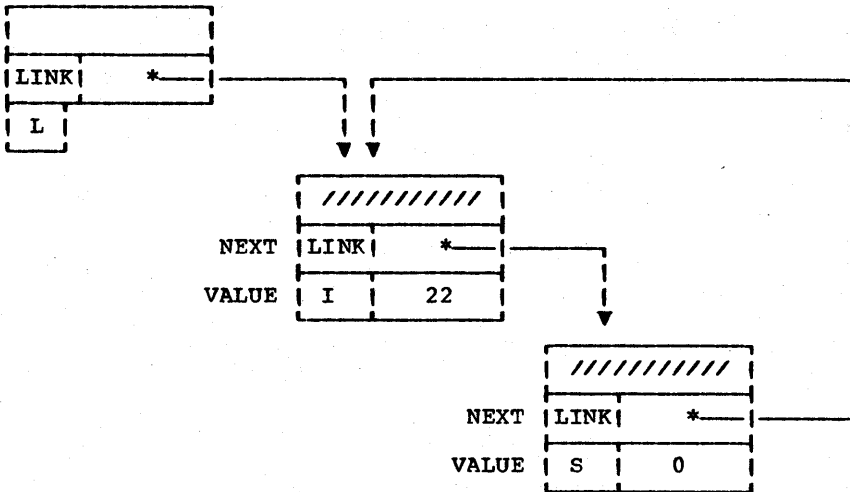 LINK *
L
///////////
NEXT LINK *
VALUE I 22
///////////
NEXT LINK *
VALUE S 0